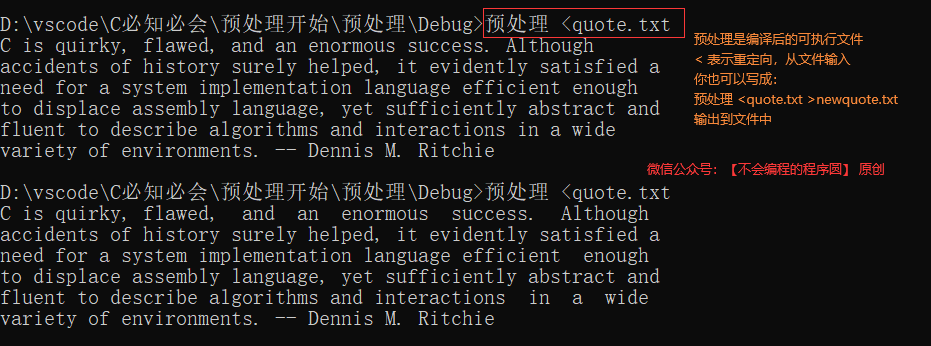 D:\vscode\C必知必会\预处理开始\预处理\Debug>预处理 <quote.txt
C is quirky, flawed, and an enormous success. Although
accidents of history surely helped, it evidently satisfied a
need for a system implementation language efficient enough
to displace assembly language, yet sufficiently abstract and
fluent to describe algorithms and interactions in a wide
variety of environments. -- Dennis M. Ritchie
预处理是编译后的可执行文件
< 表示重定向，从文件输入
你也可以写成：
预处理 <quote.txt >newquote.txt
输出到文件中
微信公众号：【不会编程的程序圆】 原创
D:\vscode\C必知必会\预处理开始\预处理\Debug>预处理 <quote.txt
C is quirky, flawed,  and  an  enormous  success.  Although
accidents of history surely helped, it evidently satisfied a
need for a system implementation language efficient  enough
to displace assembly language, yet sufficiently abstract and
fluent to describe algorithms and interactions  in  a  wide
variety of environments. -- Dennis M. Ritchie